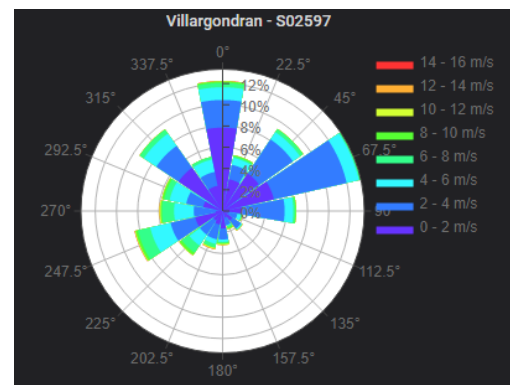 Villargondran - S02597
0°
22.5°
45°
67.5°
90°
112.5°
135°
157.5°
180°
202.5°
225°
247.5°
270°
292.5°
315°
337.5°
12%
10%
8%
6%
4%
2%
0%
14 - 16 m/s
12 - 14 m/s
10 - 12 m/s
8 - 10 m/s
6 - 8 m/s
4 - 6 m/s
2 - 4 m/s
0 - 2 m/s